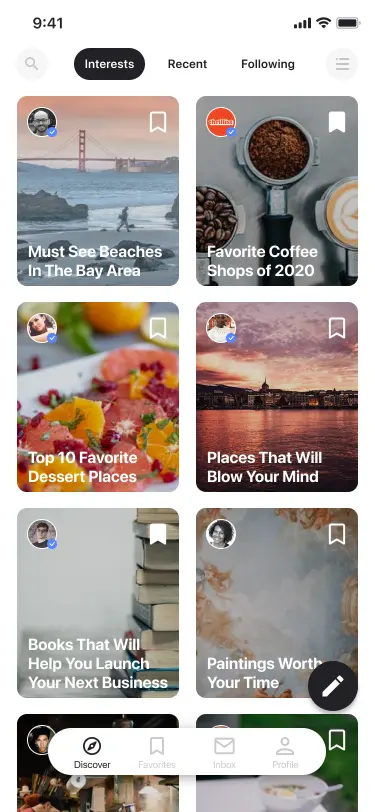 9:41
Interests
Recent
Following
thrillist
Must See Beaches
In The Bay Area
Favorite Coffee
Shops of 2020
Top 10 Favorite
Dessert Places
Places That Will
Blow Your Mind
Books That Will
Help You Launch
Your Next Business
Paintings Worth
Your Time
Discover
Favorites
Inbox
Profile